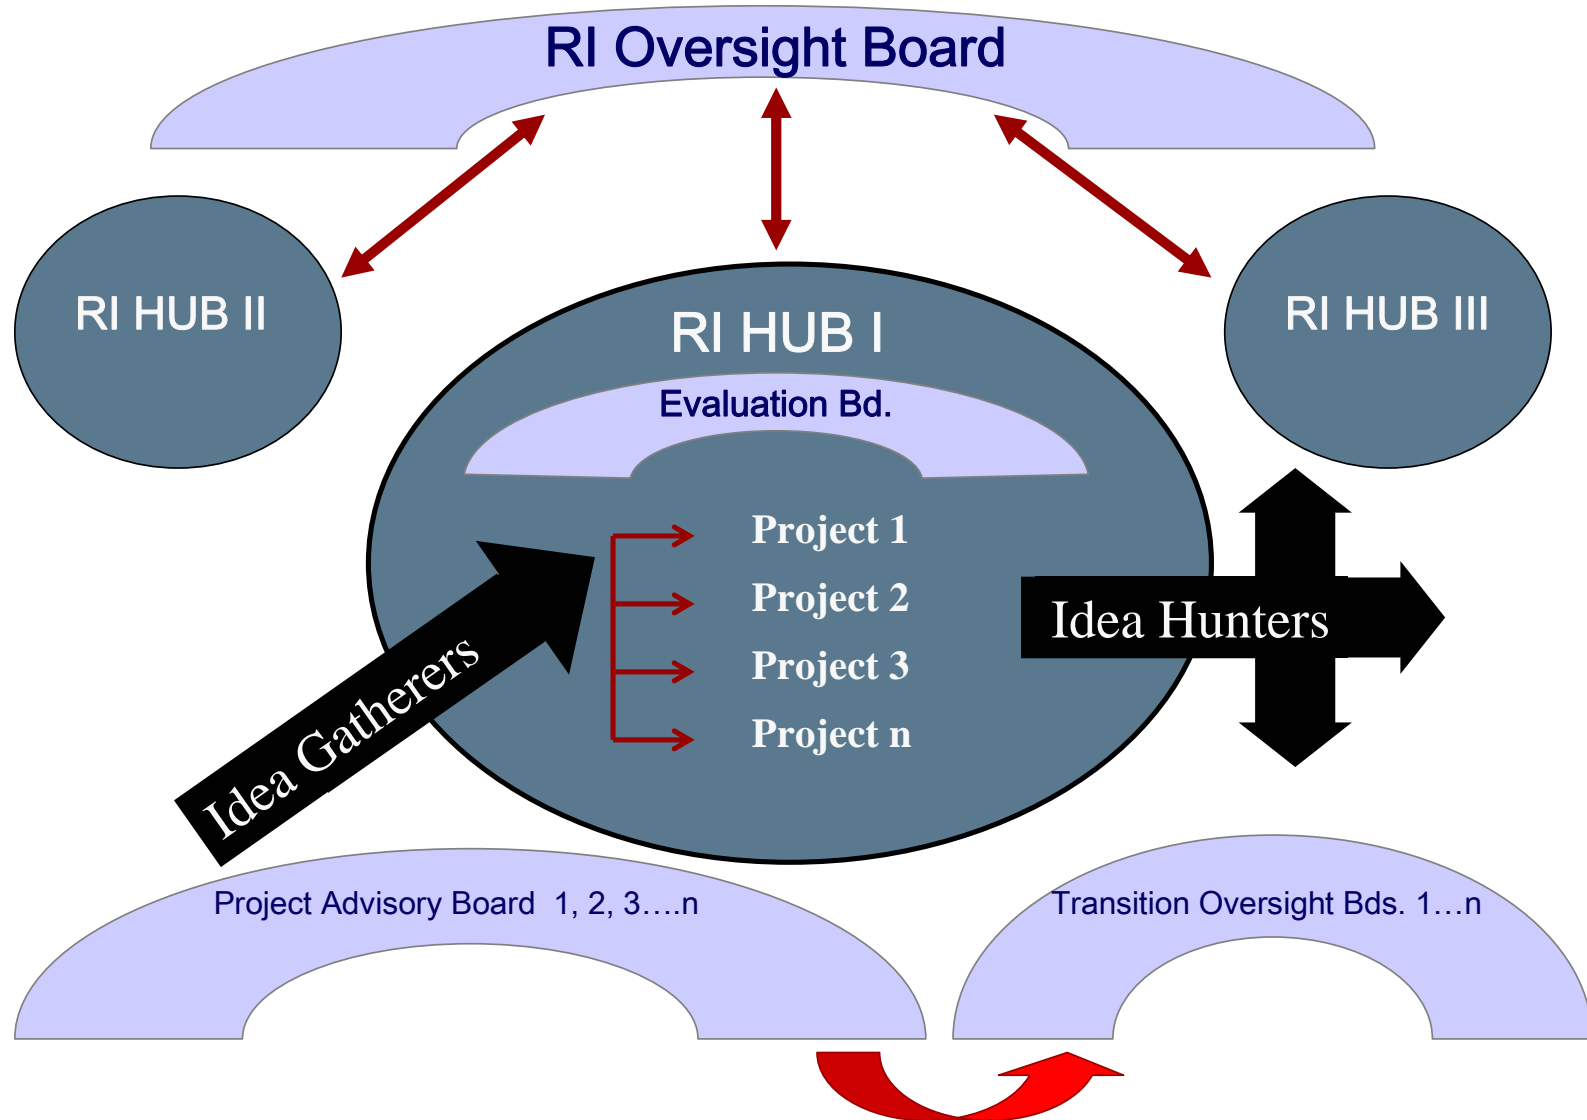 RI Oversight Board
RI HUB II
RI HUB I
RI HUB III
Evaluation Bd.
Project 1
Project 2
Project 3
Project n
Idea Gatherers
Idea Hunters
Project Advisory Board  1, 2, 3....n
Transition Oversight Bds. 1…n